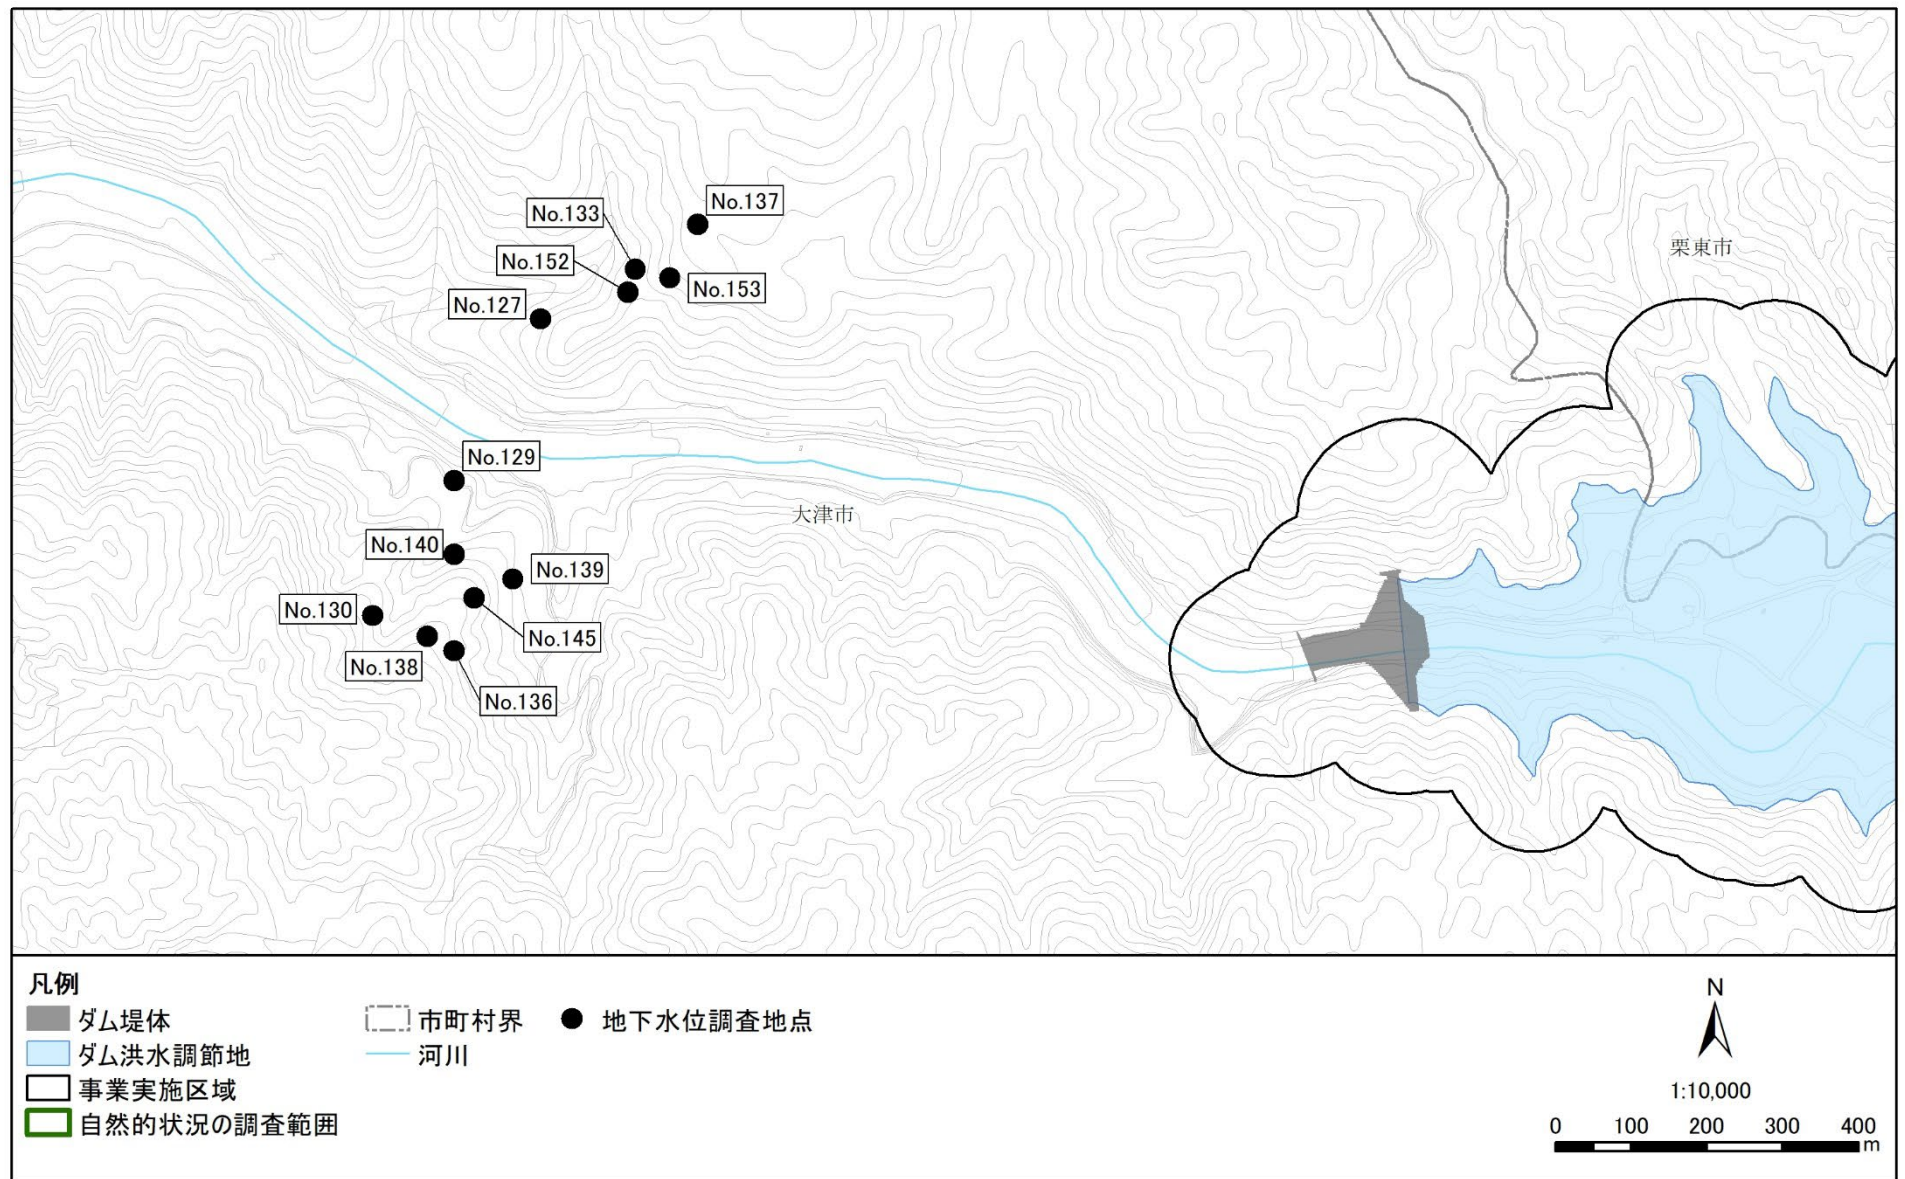 No.137
No.133
栗東市
No.152
No.153
No.127
No.129
大津市
No.140
No.139
No.130
No.145
No.138
No.136
凡例
ダム堤体
市町村界
地下水位調査地点
ダム洪水調節地
河川
事業実施区域
自然的状況の調査範囲
N
1:10,000
0 100 200 300 400
m